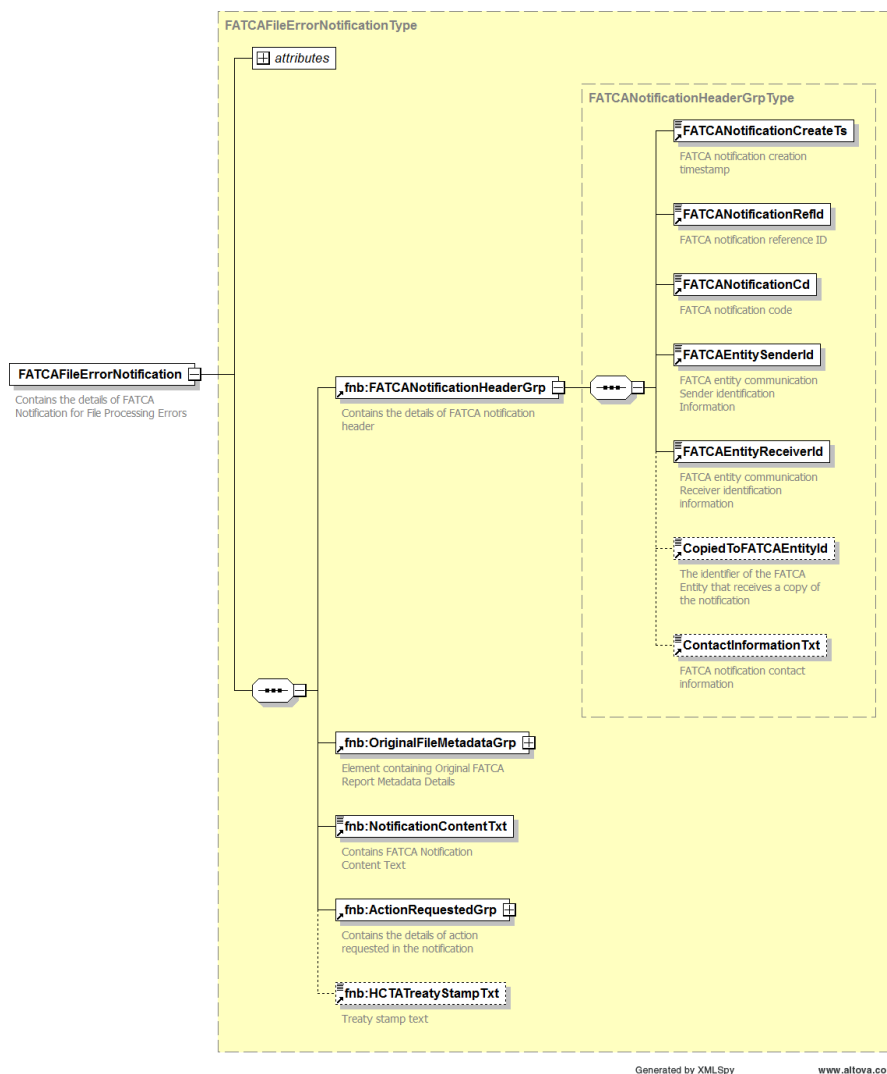 FATCAFileErrorNotificationType
attributes
FATCANotificationHeaderGrpType
FATCANotificationCreateTs
FATCA notification creation
timestamp
FATCANotificationRefId
FATCA notification reference ID
FATCANotificationCd
FATCA notification code
FATCAEntitySenderId
FATCA entity communication
Sender identification
Information
FATCAFileErrorNotification
Contains the details of FATCA
Notification for File Processing Errors
fnb:FATCANotificationHeaderGrp
Contains the details of FATCA notification
header
FATCAEntityReceiverId
FATCA entity communication
Receiver identification
information
CopiedToFATCAEntityId
The identifier of the FATCA
Entity that receives a copy of
the notification
ContactInformationTxt
FATCA notification contact
information
fnb:OriginalFileMetadataGrp
Element containing Original FATCA
Report Metadata Details
fnb:NotificationContentTxt
Contains FATCA Notification
Content Text
fnb:ActionRequestedGrp
Contains the details of action
requested in the notification
fnb:HCTATreatyStampTxt
Treaty stamp text
Generated by XMLSpy
www.altova.co